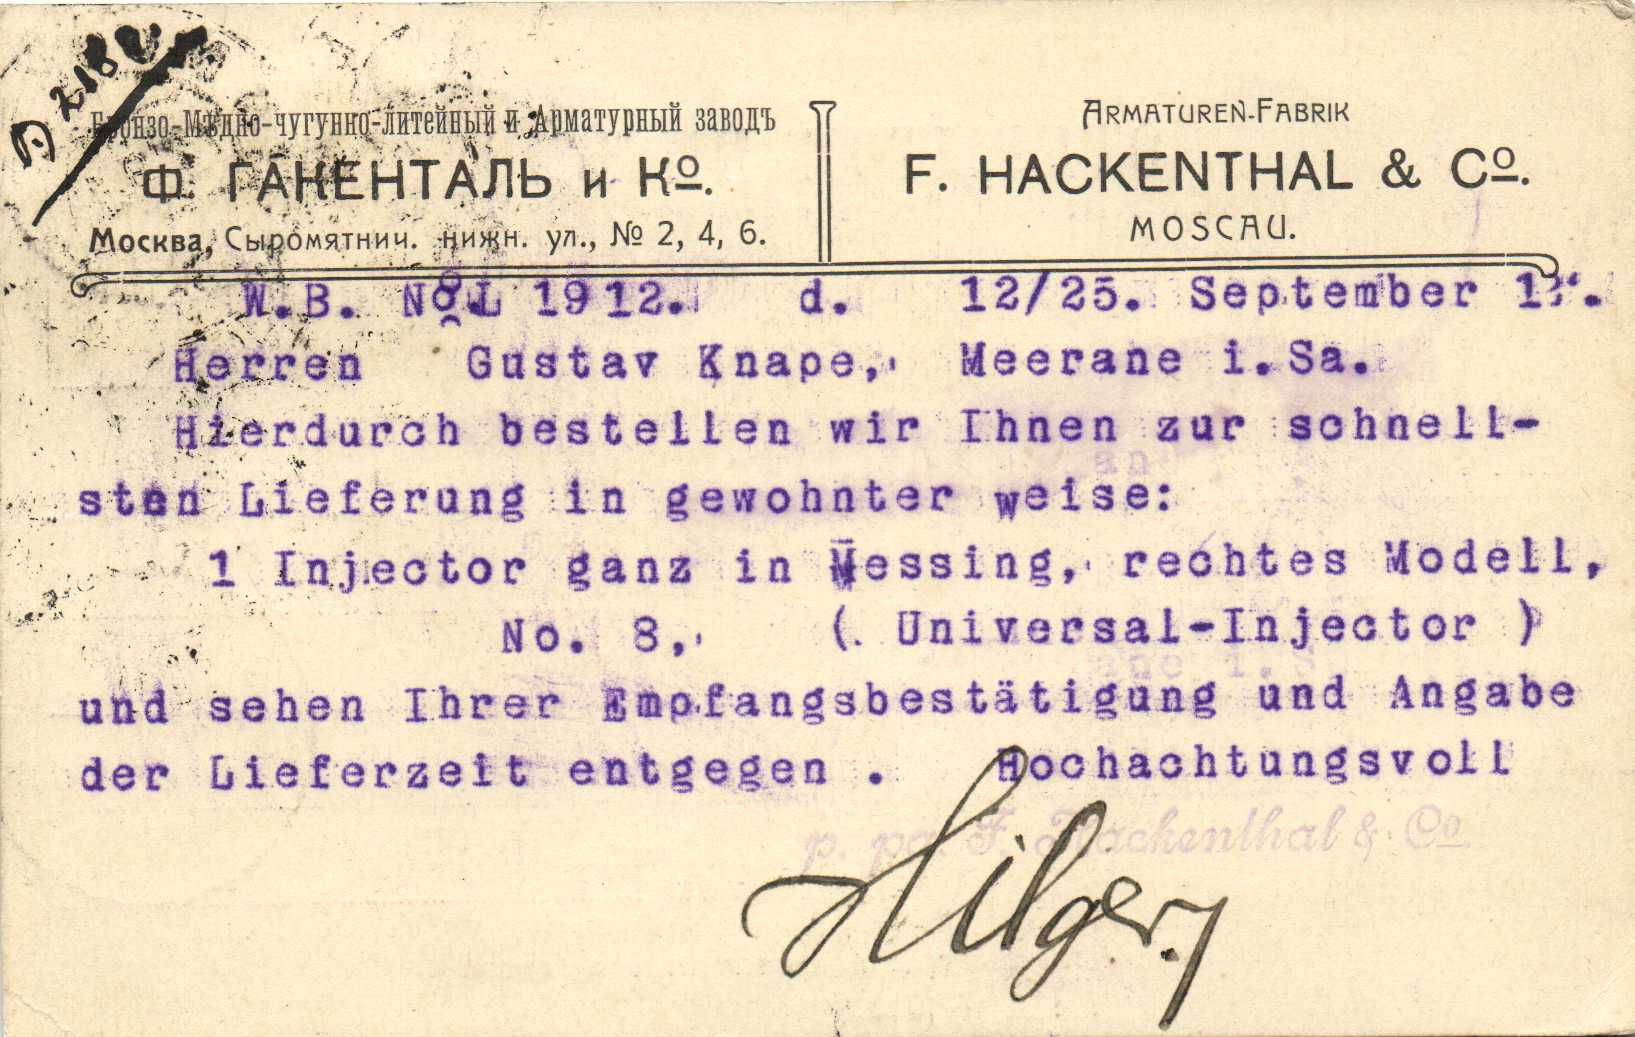 Бронзо-Мѣдно-чугунно-литейный и Арматурный заводъ
Ф. ГАКЕНТАЛЬ и Кº.
Москва, Сыромятнич. нижн. ул., № 2, 4, 6.
ARMATUREN-FABRIK
F. HACKENTHAL & Cº.
MOSCAU.
W.B. 1912. d. 12/25. September
Herren Gustav Knape, Meerane i.Sa.
Hierdurch bestellen wir Ihnen zur schnell-
sten Lieferung in gewohnter weise:
1 Injector ganz in Messing, rechtes Modell,
No. 8, ( Universal-Injector )
und sehen Ihrer Empfangsbestätigung und Angabe
der Lieferzeit entgegen . Hochachtungsvoll
p. pa. F. Hackenthal & Cº.
Hilger.